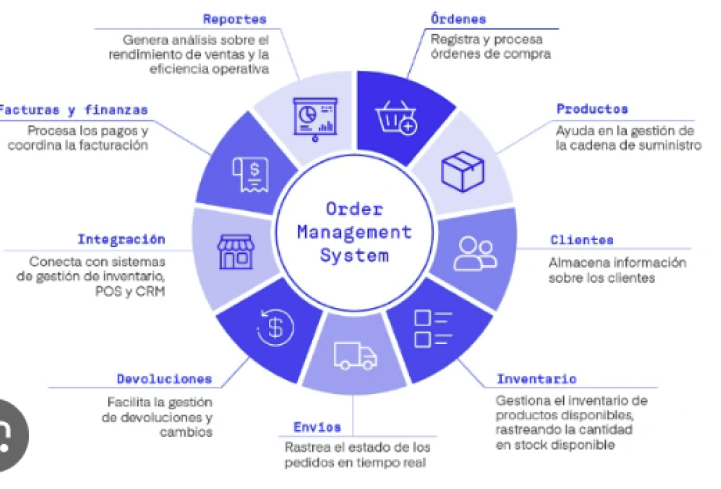 Reportes
Genera análisis sobre el
rendimiento de ventas y la
eficiencia operativa
Órdenes
Registra y procesa
órdenes de compra
Facturas y finanzas
Procesa los pagos y
coordina la facturación
Productos
Ayuda en la gestión de
la cadena de suministro
$
Order
Management
System
Integración
Conecta con sistemas
de gestión de inventario,
POS y CRM
Clientes
Almacena información
sobre los clientes
$
Devoluciones
Facilita la gestión
de devoluciones y
cambios
Envíos
Rastrea el estado de los
pedidos en tiempo real
Inventario
Gestiona el inventario de
productos disponibles,
rastreando la cantidad
en stock disponible